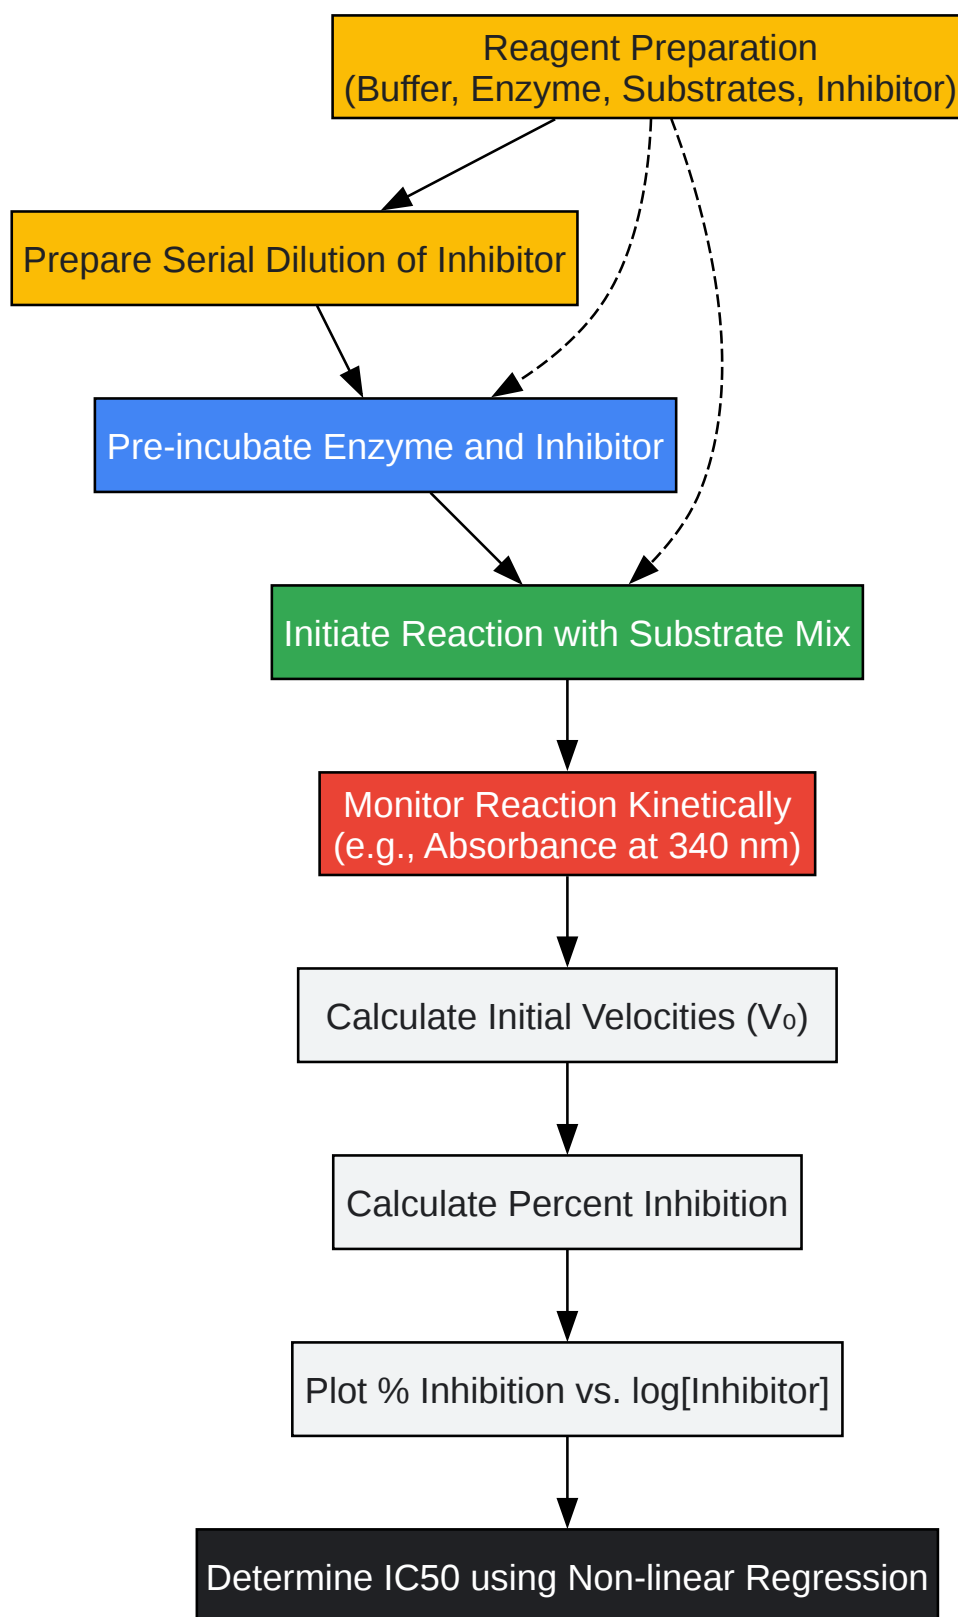 Reagent Preparation
(Buffer, Enzyme, Substrates, Inhibitor)
Prepare Serial Dilution of Inhibitor
Pre-incubate Enzyme and Inhibitor
Initiate Reaction with Substrate Mix
Monitor Reaction Kinetically
(e.g., Absorbance at 340 nm)
Calculate Initial Velocities (V₀)
Calculate Percent Inhibition
Plot % Inhibition vs. log[Inhibitor]
Determine IC50 using Non-linear Regression